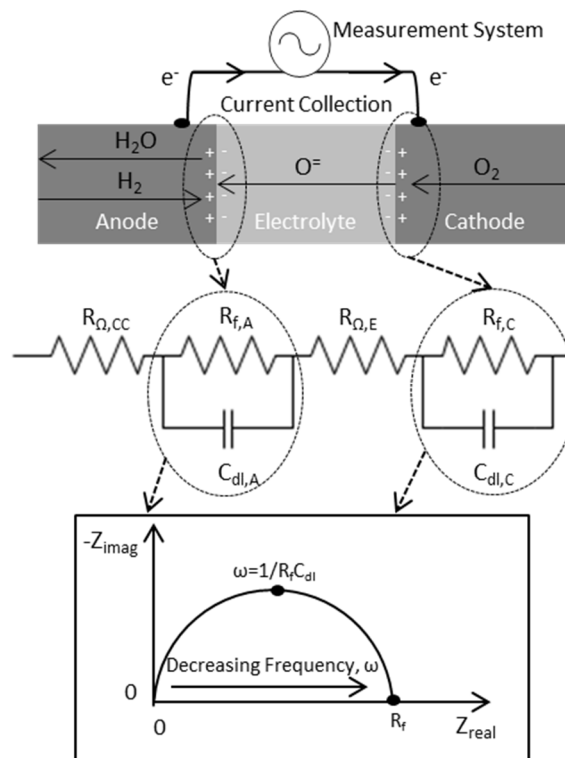 Measurement System
e⁻ e⁻
Current Collection
H₂O
+ - - +
O⁼ O₂
+ - - +
H₂
+ - - +
Anode + - Electrolyte - + Cathode
R_Ω,CC R_f,A R_Ω,E R_f,C
C_dl,A C_dl,C
-Z_imag
ω=1/R_fC_dl
Decreasing Frequency, ω
0
0 R_f Z_real